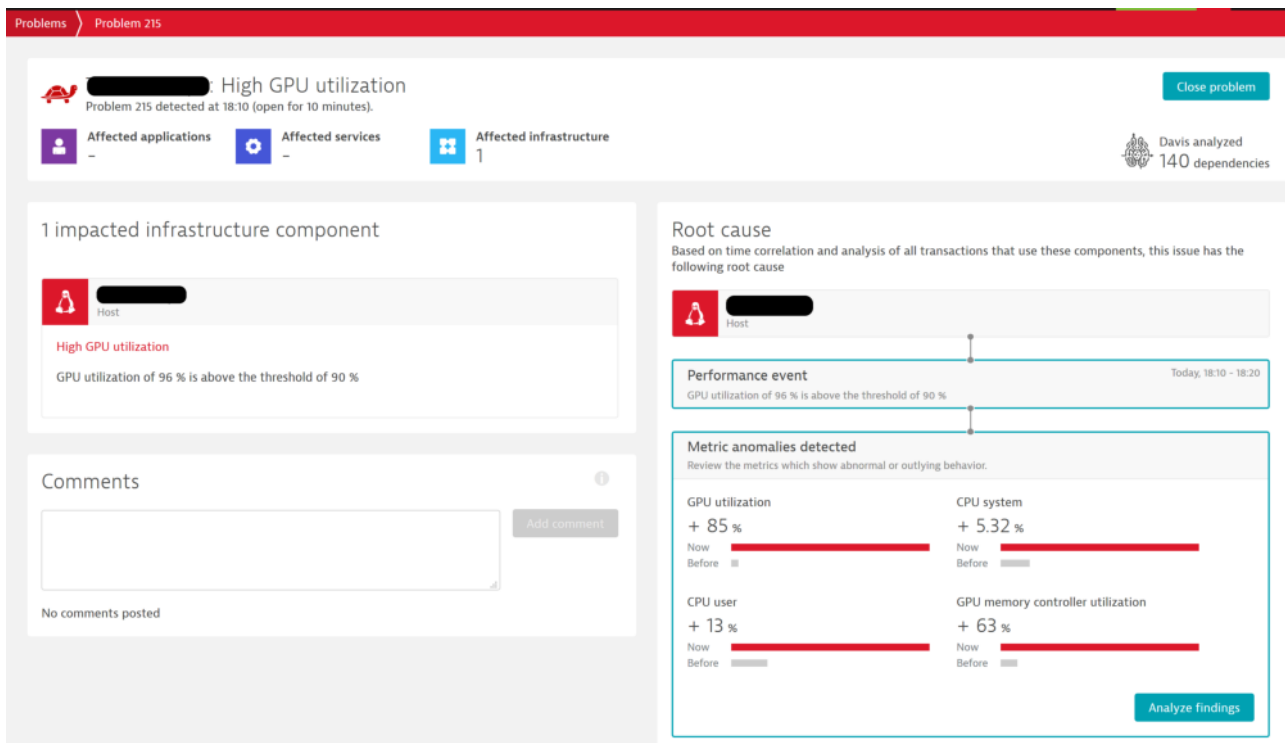 Problems
Problem 215
: High GPU utilization
Problem 215 detected at 18:10 (open for 10 minutes).
Close problem
Affected applications
–
Affected services
–
Affected infrastructure
1
Davis analyzed
140 dependencies
1 impacted infrastructure component
Host
High GPU utilization
GPU utilization of 96 % is above the threshold of 90 %
Comments
Add comment
No comments posted
Root cause
Based on time correlation and analysis of all transactions that use these components, this issue has the
following root cause
Host
Performance event
Today, 18:10 - 18:20
GPU utilization of 96 % is above the threshold of 90 %
Metric anomalies detected
Review the metrics which show abnormal or outlying behavior.
GPU utilization
+ 85 %
Now
Before
CPU system
+ 5.32 %
Now
Before
CPU user
+ 13 %
Now
Before
GPU memory controller utilization
+ 63 %
Now
Before
Analyze findings